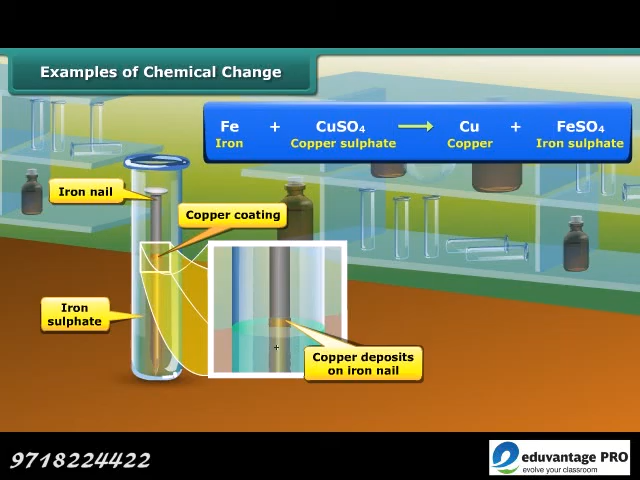 Examples of Chemical Change
Fe + CuSO₄ → Cu + FeSO₄
Iron Copper sulphate Copper Iron sulphate
Iron nail
Copper coating
Iron
sulphate
Copper deposits
on iron nail
9718224422
eduvantage PRO
evolve your classroom